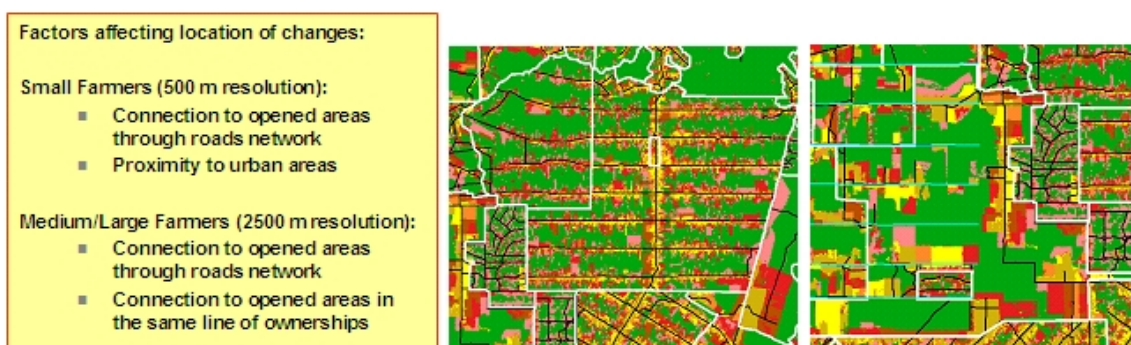 Factors affecting location of changes:
Small Farmers (500 m resolution):
■ Connection to opened areas
through roads network
■ Proximity to urban areas
Medium/Large Farmers (2500 m resolution):
■ Connection to opened areas
through roads network
■ Connection to opened areas in
the same line of ownerships